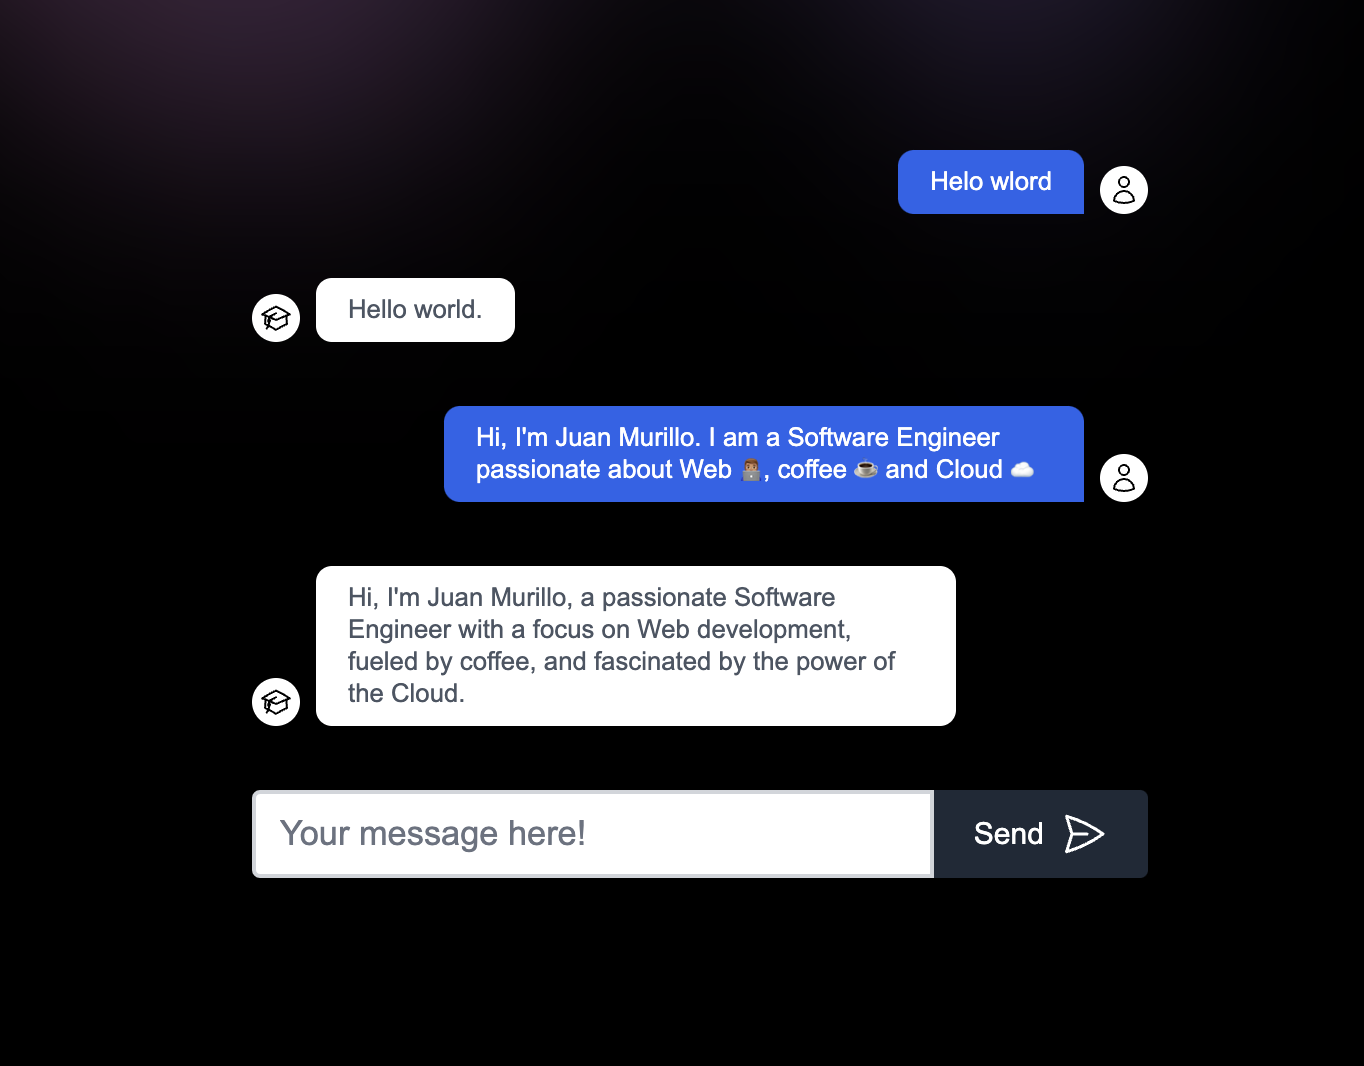 Helo wlord
Hello world.
Hi, I'm Juan Murillo. I am a Software Engineer
passionate about Web 👨🏽‍💻, coffee ☕ and Cloud ☁️
Hi, I'm Juan Murillo, a passionate Software
Engineer with a focus on Web development,
fueled by coffee, and fascinated by the power of
the Cloud.
Your message here!
Send